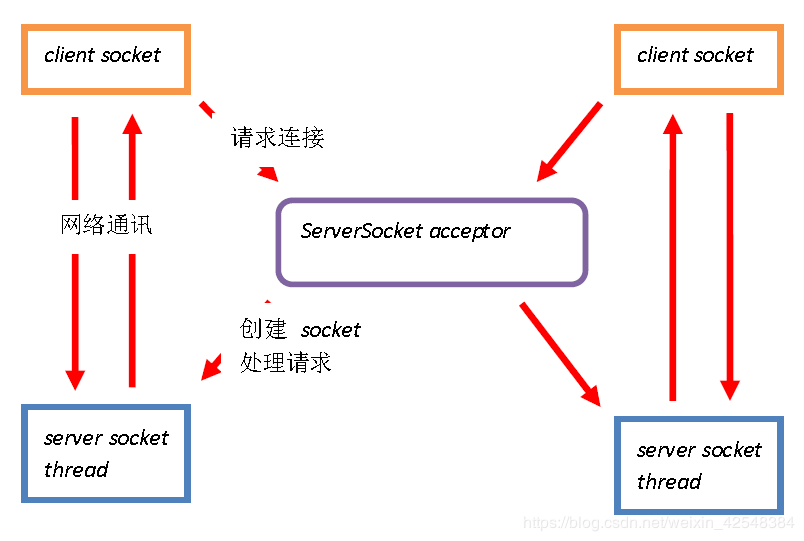 client socket
client socket
请求连接
网络通讯
ServerSocket acceptor
创建 socket
处理请求
server socket
thread
server socket
thread
https://blog.csdn.net/weixin_42548384